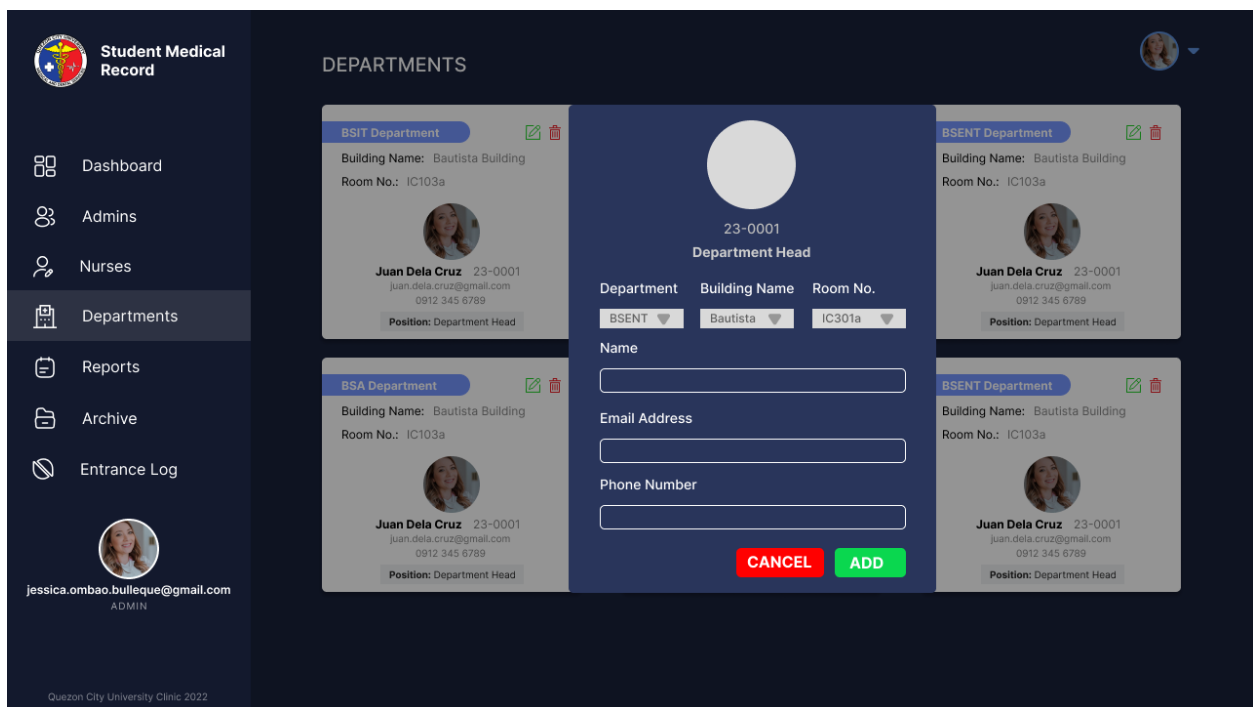 Student Medical
Record
Dashboard
Admins
Nurses
Departments
Reports
Archive
Entrance Log
jessica.ombao.bulleque@gmail.com
ADMIN
Quezon City University Clinic 2022
DEPARTMENTS
BSIT Department
Building Name: Bautista Building
Room No.: IC103a
Juan Dela Cruz 23-0001
juan.dela.cruz@gmail.com
0912 345 6789
Position: Department Head
BSA Department
Building Name: Bautista Building
Room No.: IC103a
Juan Dela Cruz 23-0001
juan.dela.cruz@gmail.com
0912 345 6789
Position: Department Head
23-0001
Department Head
Department Building Name Room No.
BSENT Bautista IC301a
Name
Email Address
Phone Number
CANCEL ADD
BSENT Department
Building Name: Bautista Building
Room No.: IC103a
Juan Dela Cruz 23-0001
juan.dela.cruz@gmail.com
0912 345 6789
Position: Department Head
BSENT Department
Building Name: Bautista Building
Room No.: IC103a
Juan Dela Cruz 23-0001
juan.dela.cruz@gmail.com
0912 345 6789
Position: Department Head